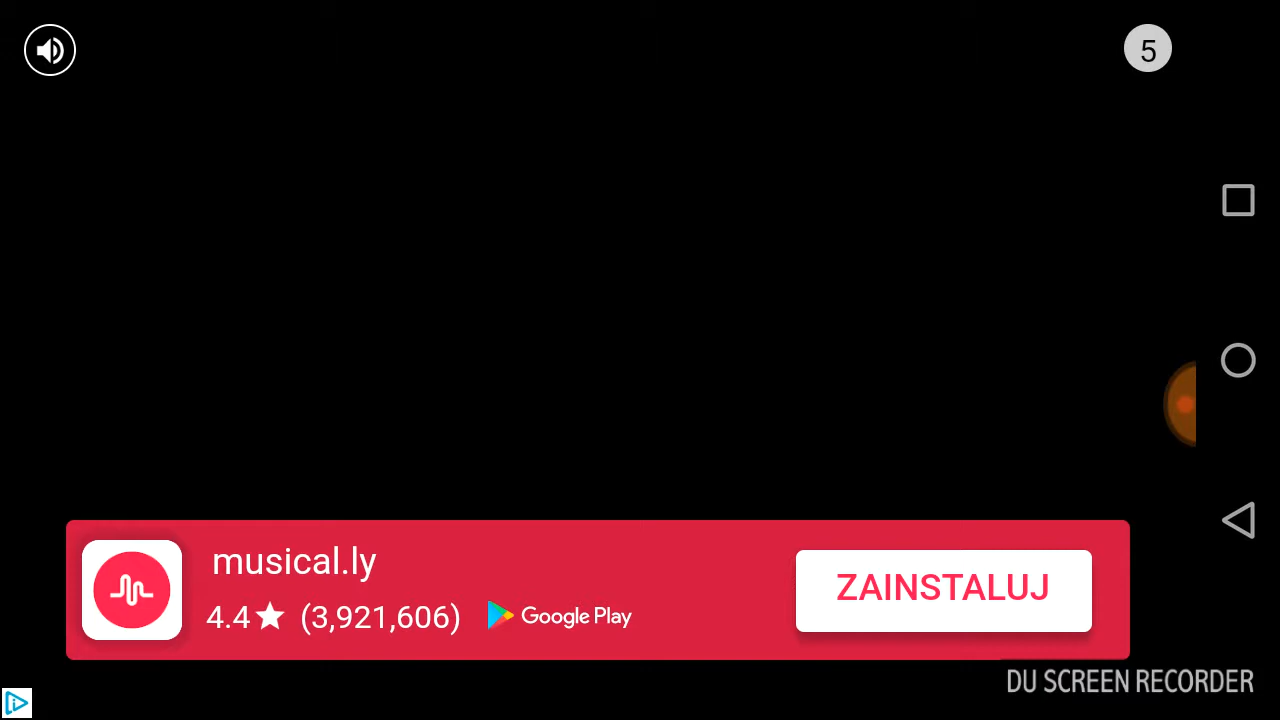 5
musical.ly
ZAINSTALUJ
4.4 (3,921,606) Google Play
DU SCREEN RECORDER